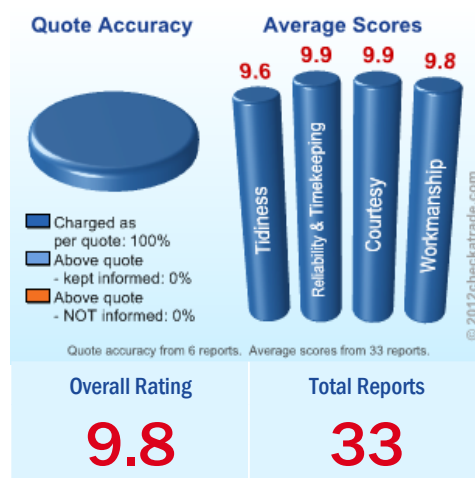 Quote Accuracy
Average Scores
9.6
9.9
9.9
9.8
Tidiness
Reliability & Timekeeping
Courtesy
Workmanship
Charged as
per quote: 100%
Above quote
- kept informed: 0%
Above quote
- NOT informed: 0%
© 2012checkatrade.com
Quote accuracy from 6 reports. Average scores from 33 reports.
Overall Rating
9.8
Total Reports
33